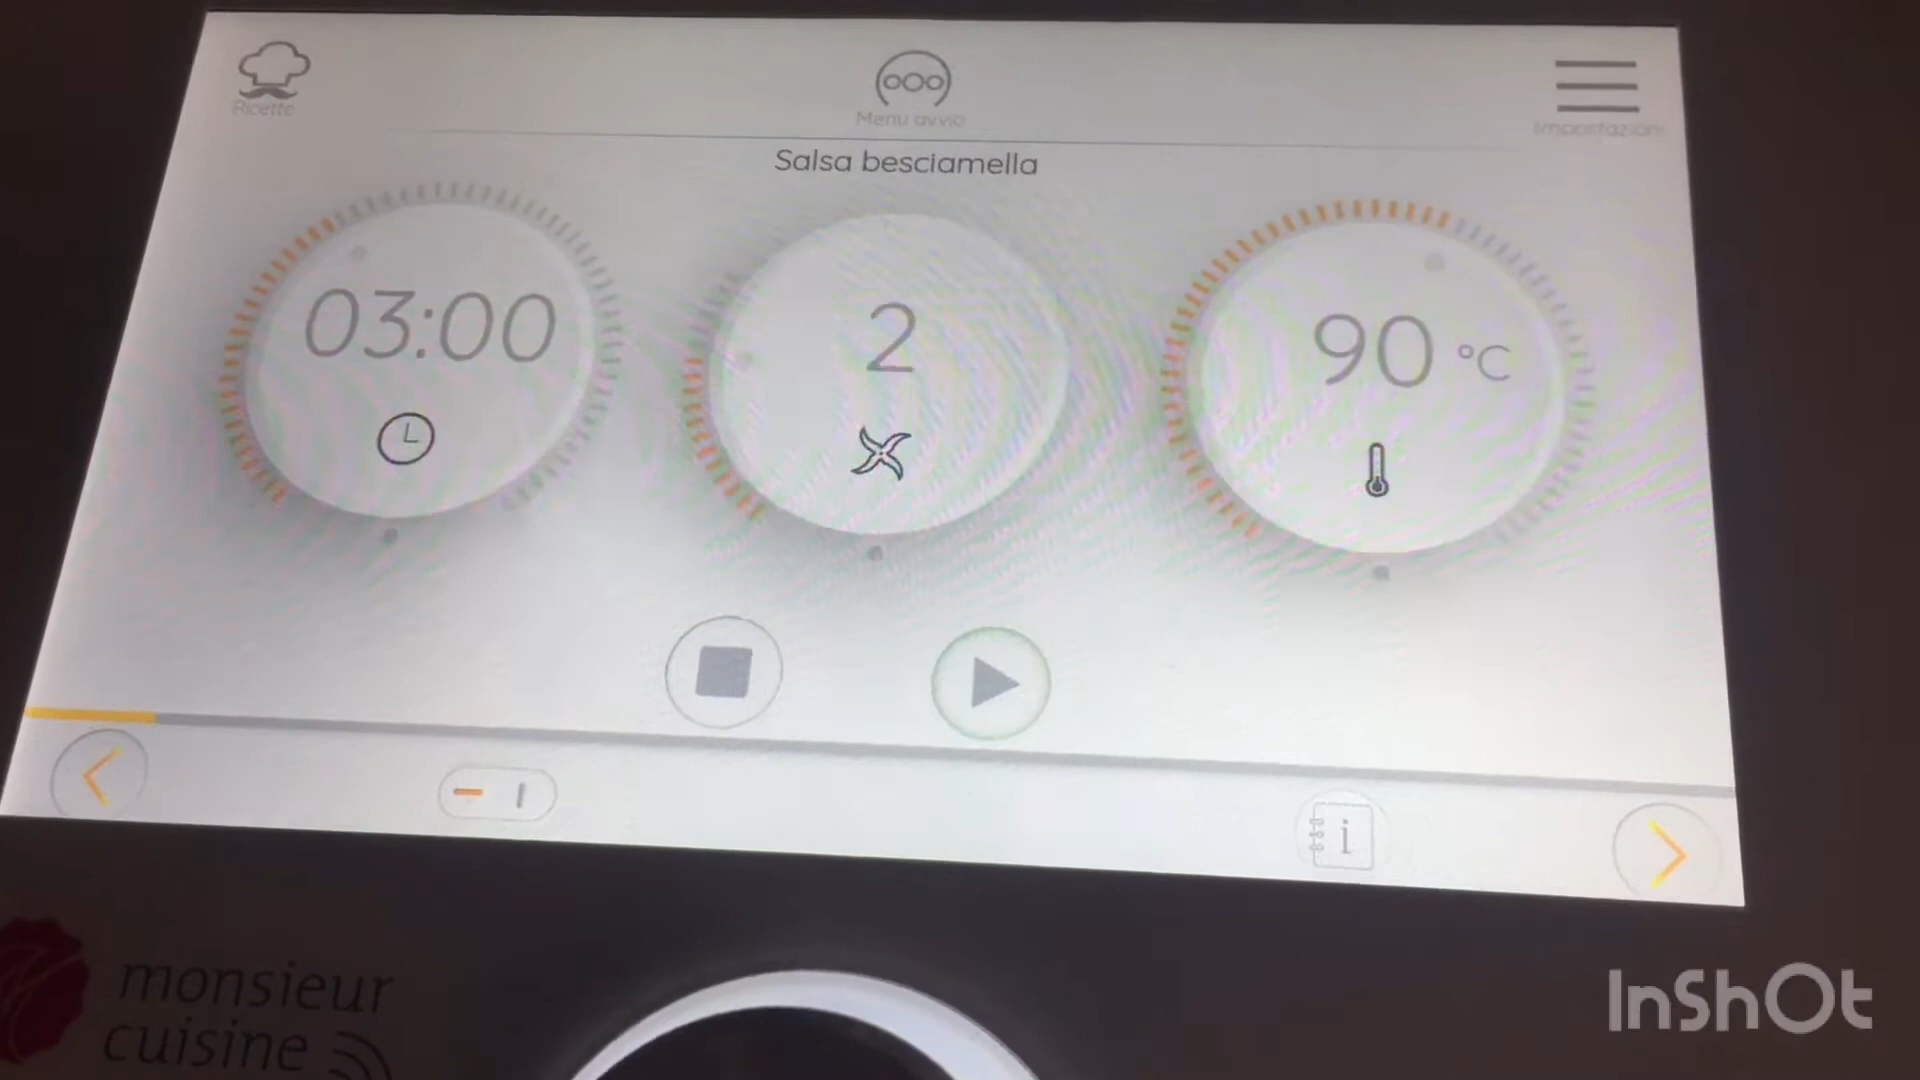 Ricette
Menu avvio
Impostazioni
Salsa besciamella
03:00
2
90 °C
i
monsieur
cuisine
InShOt